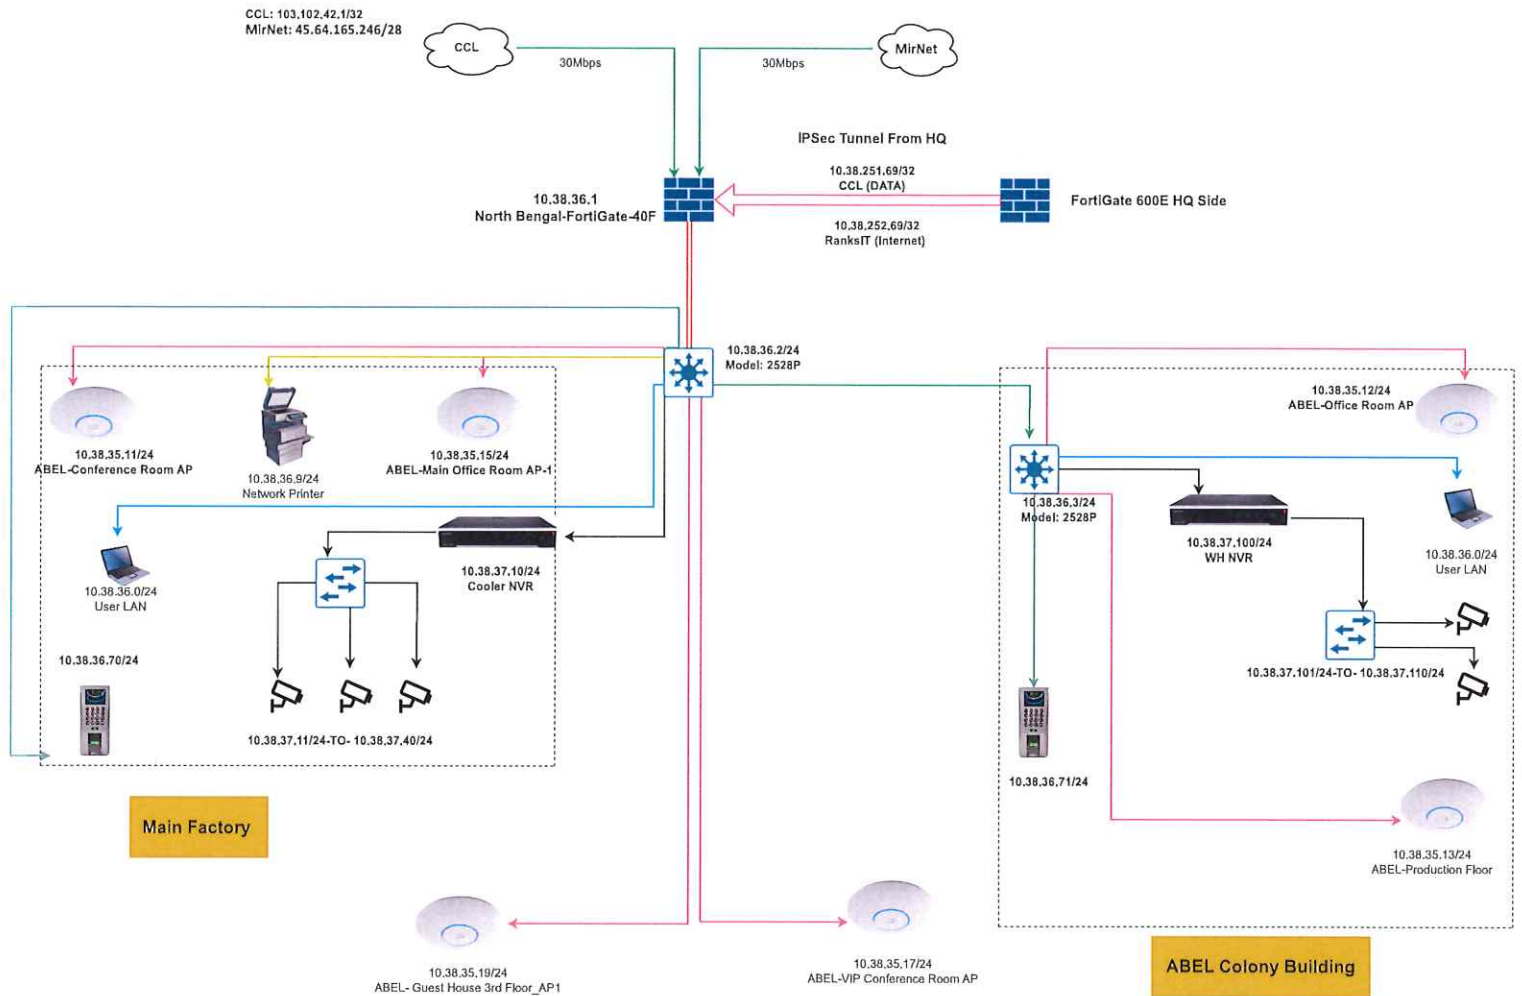 CCL: 103.102.42.1/32
MirNet: 45.64.165.246/28
CCL
MirNet
30Mbps
30Mbps
IPSec Tunnel From HQ
10.38.251.69/32
CCL (DATA)
10.38.36.1
North Bengal-FortiGate-40F
FortiGate 600E HQ Side
10.38.252.69/32
RanksIT (Internet)
10.38.36.2/24
Model: 2528P
10.38.35.11/24
ABEL-Conference Room AP
10.38.36.9/24
Network Printer
10.38.35.15/24
ABEL-Main Office Room AP-1
10.38.35.12/24
ABEL-Office Room AP
10.38.36.3/24
Model: 2528P
10.38.37.100/24
WH NVR
10.38.36.0/24
User LAN
10.38.36.0/24
User LAN
10.38.37.10/24
Cooler NVR
10.38.36.70/24
10.38.37.11/24-TO- 10.38.37.40/24
10.38.37.101/24-TO- 10.38.37.110/24
10.38.36.71/24
Main Factory
10.38.35.13/24
ABEL-Production Floor
10.38.35.19/24
ABEL- Guest House 3rd Floor_AP1
10.38.35.17/24
ABEL-VIP Conference Room AP
ABEL Colony Building